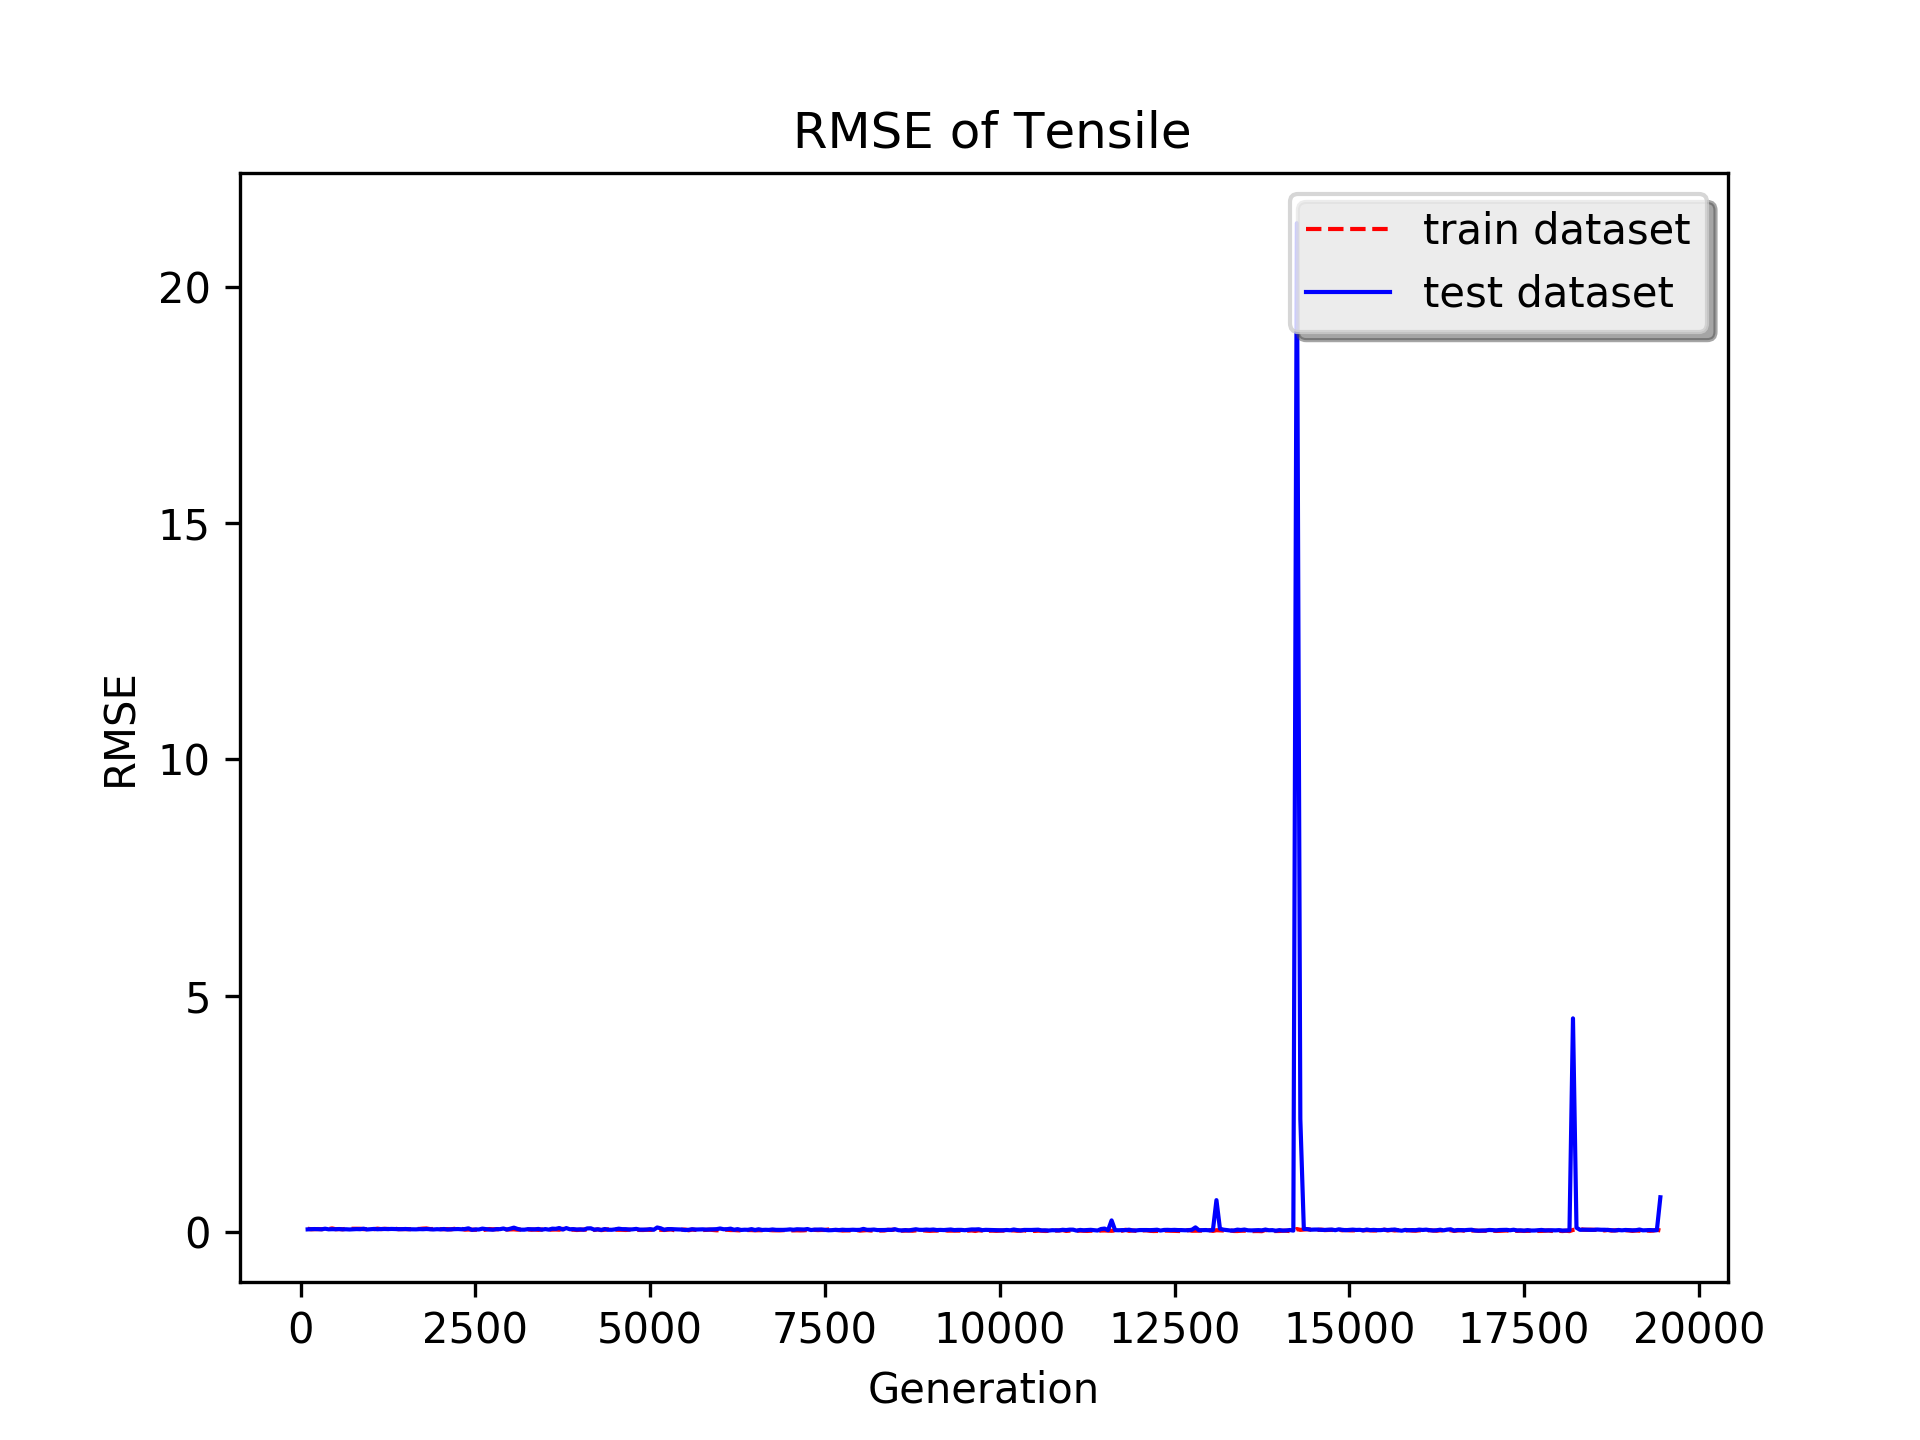 RMSE of Tensile
train dataset
test dataset
20
15
10
5
0
RMSE
0 2500 5000 7500 10000 12500 15000 17500 20000
Generation